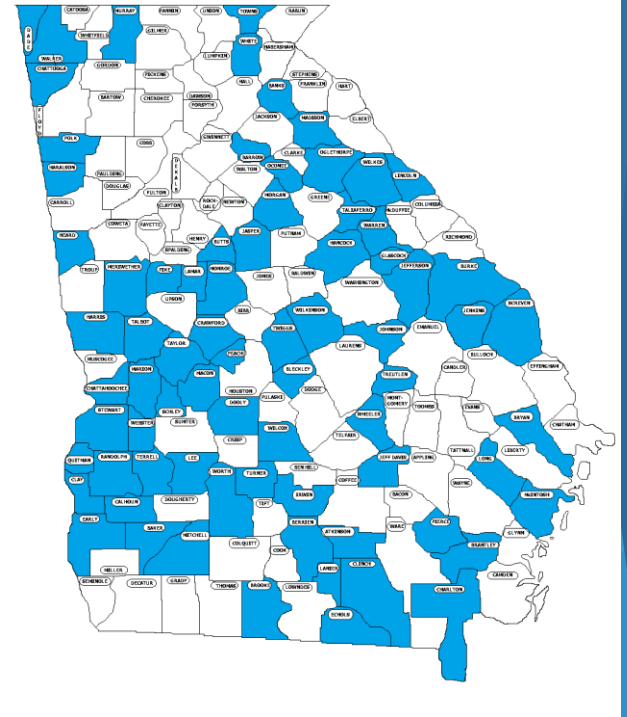 CATOOSA MURRAY FANNIN UNION TOWNS RABUN
DADE WHITFIELD GILMER WHITE HABERSHAM
WALKER LUMPKIN
CHATTOOGA GORDON STEPHENS
PICKENS HALL BANKS FRANKLIN HART
FLOYD BARTOW CHEROKEE DAWSON
FORSYTH MADISON ELBERT
JACKSON
POLK COBB GWINNETT BARROW CLARKE OGLETHORPE
HARALSON PAULDING DEKALB WALTON OCONEE WILKES
DOUGLAS LINCOLN
CARROLL FULTON CLAYTON ROCK-
DALE NEWTON MORGAN GREENE TALIAFERRO McDUFFIE COLUMBIA
HEARD COWETA FAYETTE HENRY BUTTS JASPER PUTNAM WARREN RICHMOND
SPALDING HANCOCK GLASCOCK
TROUP MERIWETHER PIKE LAMAR MONROE JONES BALDWIN JEFFERSON BURKE
WASHINGTON
UPSON SCREVEN
HARRIS TALBOT CRAWFORD BIBB WILKINSON JENKINS
TWIGGS JOHNSON EMANUEL
TAYLOR LAURENS
MUSCOGEE PEACH BULLOCH
MARION MACON BLECKLEY CANDLER EFFINGHAM
CHATTAHOOCHEE HOUSTON TREUTLEN
DOOLY PULASKI DODGE MONT-
GOMERY TOOMBS EVANS
STEWART SCHLEY WHEELER BRYAN
WEBSTER SUMTER WILCOX CHATHAM
CRISP TELFAIR
QUITMAN RANDOLPH TERRELL LEE JEFF DAVIS APPLING TATTNALL LIBERTY
LONG
CLAY WORTH TURNER BEN HILL
COFFEE WAYNE
CALHOUN DOUGHERTY TIFT IRWIN BACON McINTOSH
EARLY BAKER MITCHELL BERRIEN ATKINSON WARE PIERCE GLYNN
COLQUITT COOK BRANTLEY
MILLER LANIER CLINCH CAMDEN
SEMINOLE DECATUR GRADY THOMAS BROOKS LOWNDES CHARLTON
ECHOLS